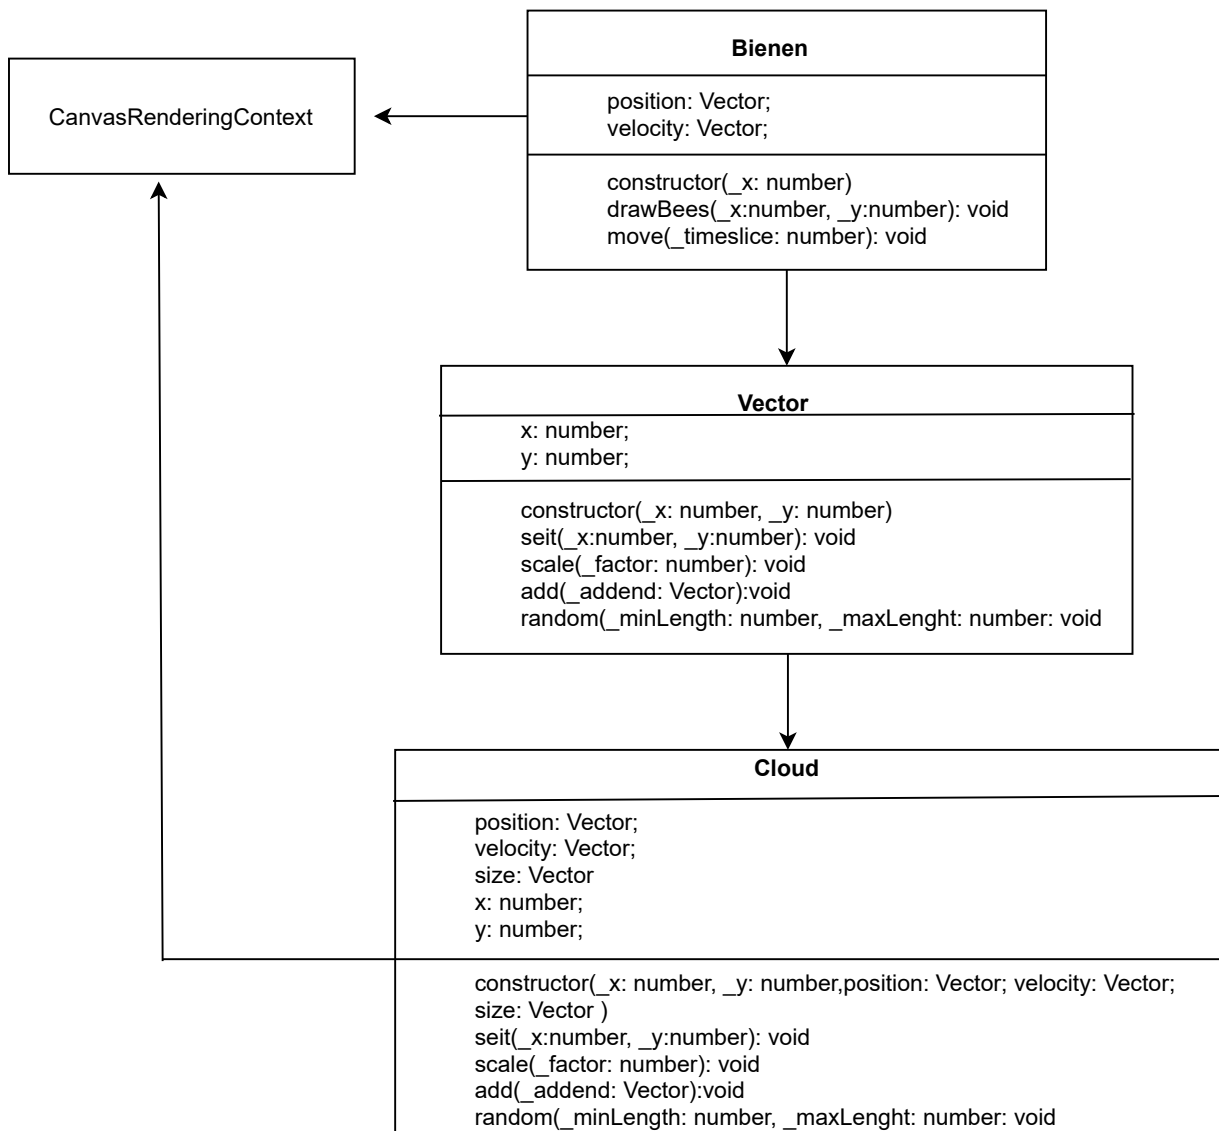 Bienen
CanvasRenderingContext
position: Vector;
velocity: Vector;
constructor(_x: number)
drawBees(_x:number, _y:number): void
move(_timeslice: number): void
Vector
x: number;
y: number;
constructor(_x: number, _y: number)
seit(_x:number, _y:number): void
scale(_factor: number): void
add(_addend: Vector):void
random(_minLength: number, _maxLenght: number: void
Cloud
position: Vector;
velocity: Vector;
size: Vector
x: number;
y: number;
constructor(_x: number, _y: number,position: Vector; velocity: Vector;
size: Vector )
seit(_x:number, _y:number): void
scale(_factor: number): void
add(_addend: Vector):void
random(_minLength: number, _maxLenght: number: void